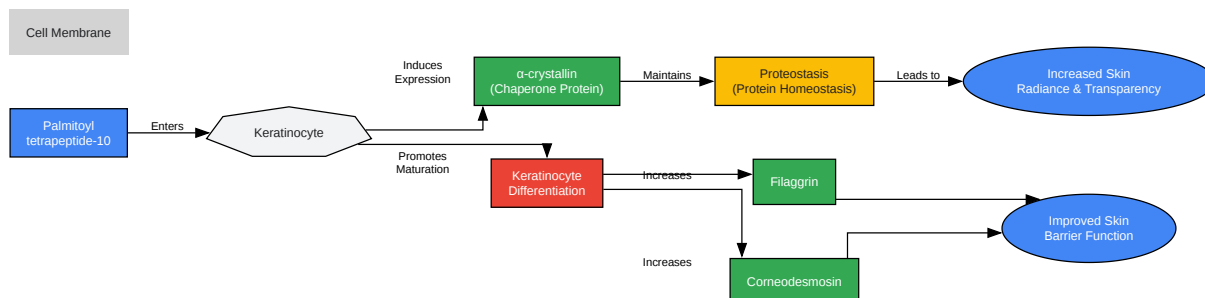 Cell Membrane
Induces
Expression
α-crystallin
(Chaperone Protein)
Maintains
Proteostasis
(Protein Homeostasis)
Leads to
Increased Skin
Radiance & Transparency
Palmitoyl
tetrapeptide-10
Enters
Keratinocyte
Promotes
Maturation
Keratinocyte
Differentiation
Increases
Filaggrin
Improved Skin
Barrier Function
Increases
Corneodesmosin